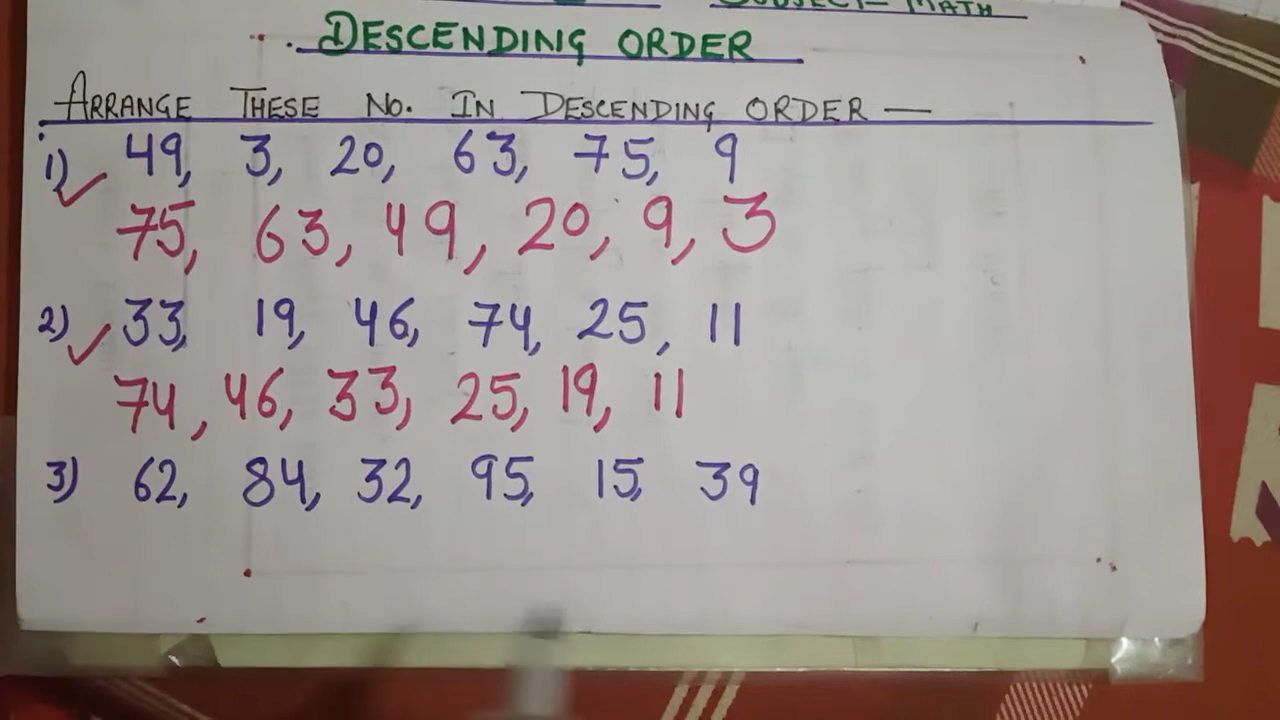 SUBJECT- MATH
DESCENDING ORDER
ARRANGE THESE NO. IN DESCENDING ORDER —
1) 49, 3, 20, 63, 75, 9
75, 63, 49, 20, 9, 3
2) 33, 19, 46, 74, 25, 11
74, 46, 33, 25, 19, 11
3) 62, 84, 32, 95, 15, 39